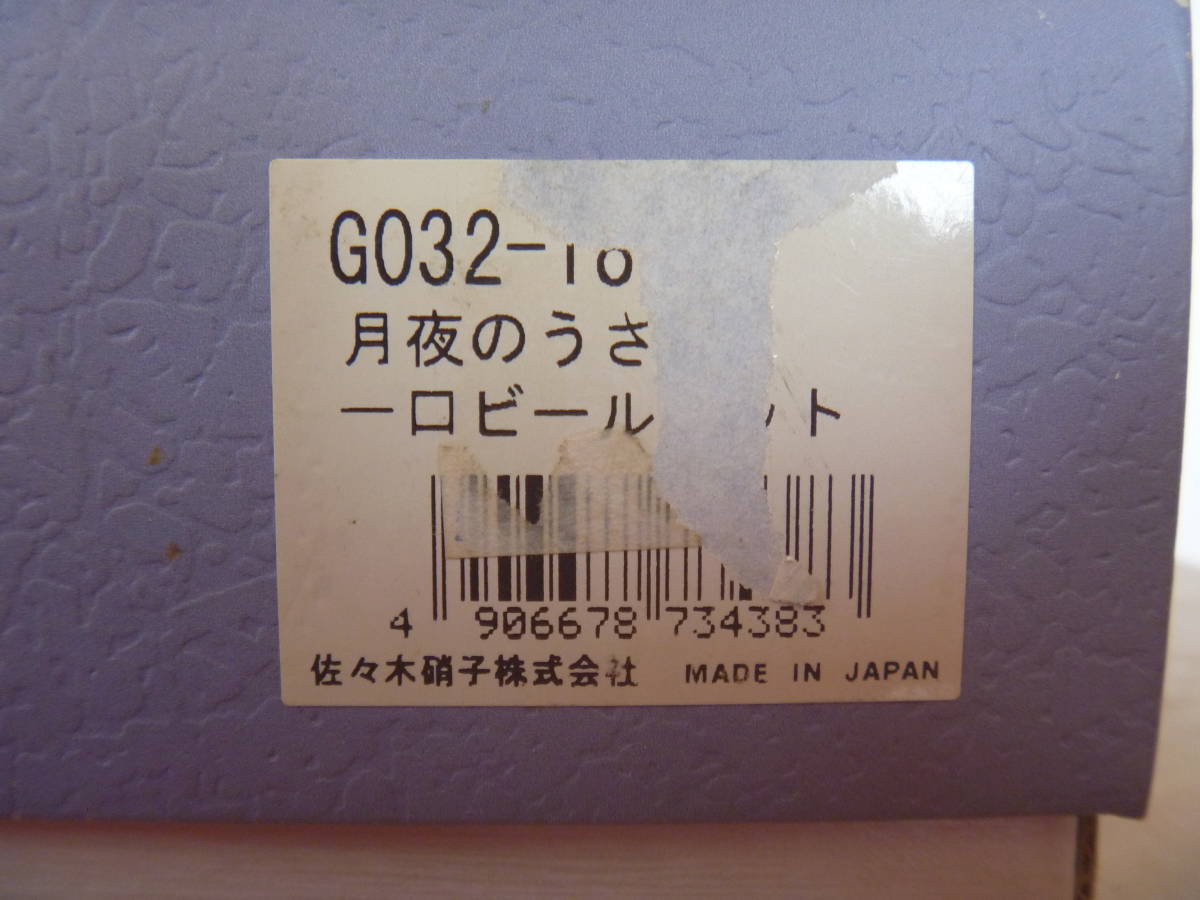 G032-
月夜のうさ
一口ビール ット
4 906678 734383
佐々木硝子株式会社 MADE IN JAPAN